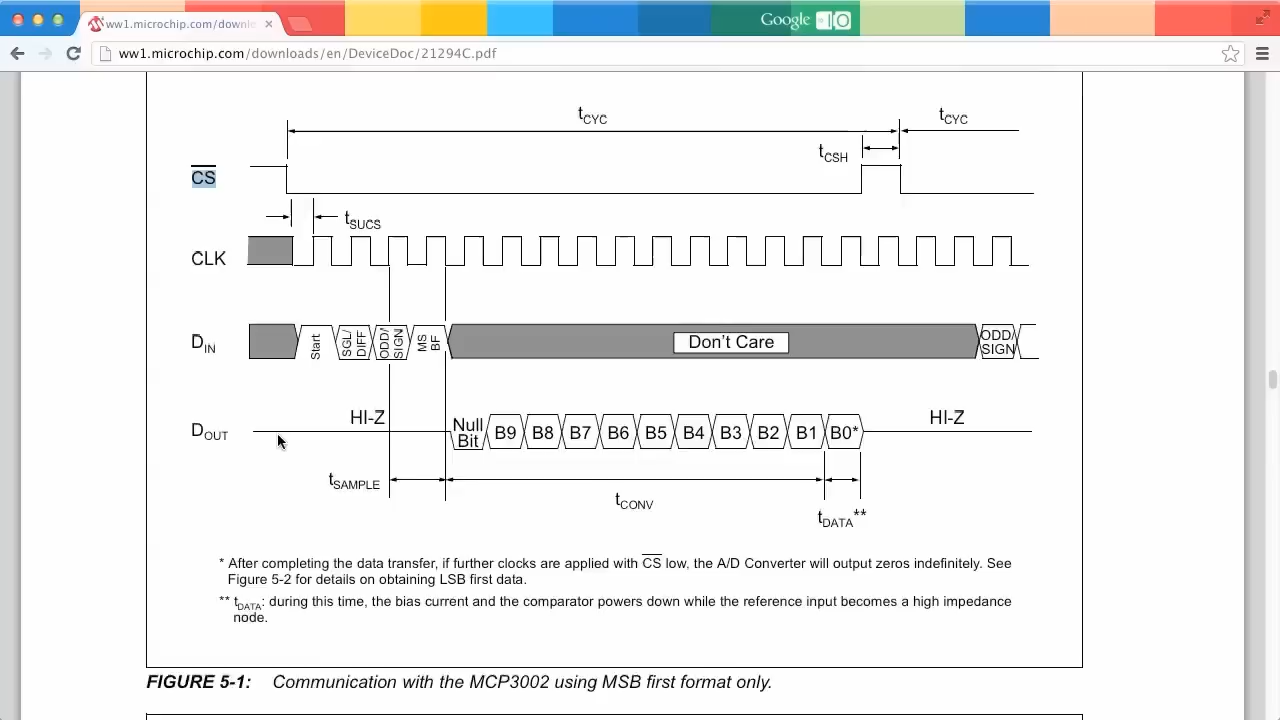 Google IO
ww1.microchip.com/downlo
ww1.microchip.com/downloads/en/DeviceDoc/21294C.pdf
tCYC tCYC
tCSH
CS
tSUCS
CLK
DIN Start SGL/ DIFF ODD/ SIGN MS BF Don't Care ODD/ SIGN
HI-Z HI-Z
DOUT Null Bit B9 B8 B7 B6 B5 B4 B3 B2 B1 B0*
tSAMPLE
tCONV
tDATA**
* After completing the data transfer, if further clocks are applied with CS low, the A/D Converter will output zeros indefinitely. See
Figure 5-2 for details on obtaining LSB first data.
** tDATA: during this time, the bias current and the comparator powers down while the reference input becomes a high impedance
node.
FIGURE 5-1: Communication with the MCP3002 using MSB first format only.